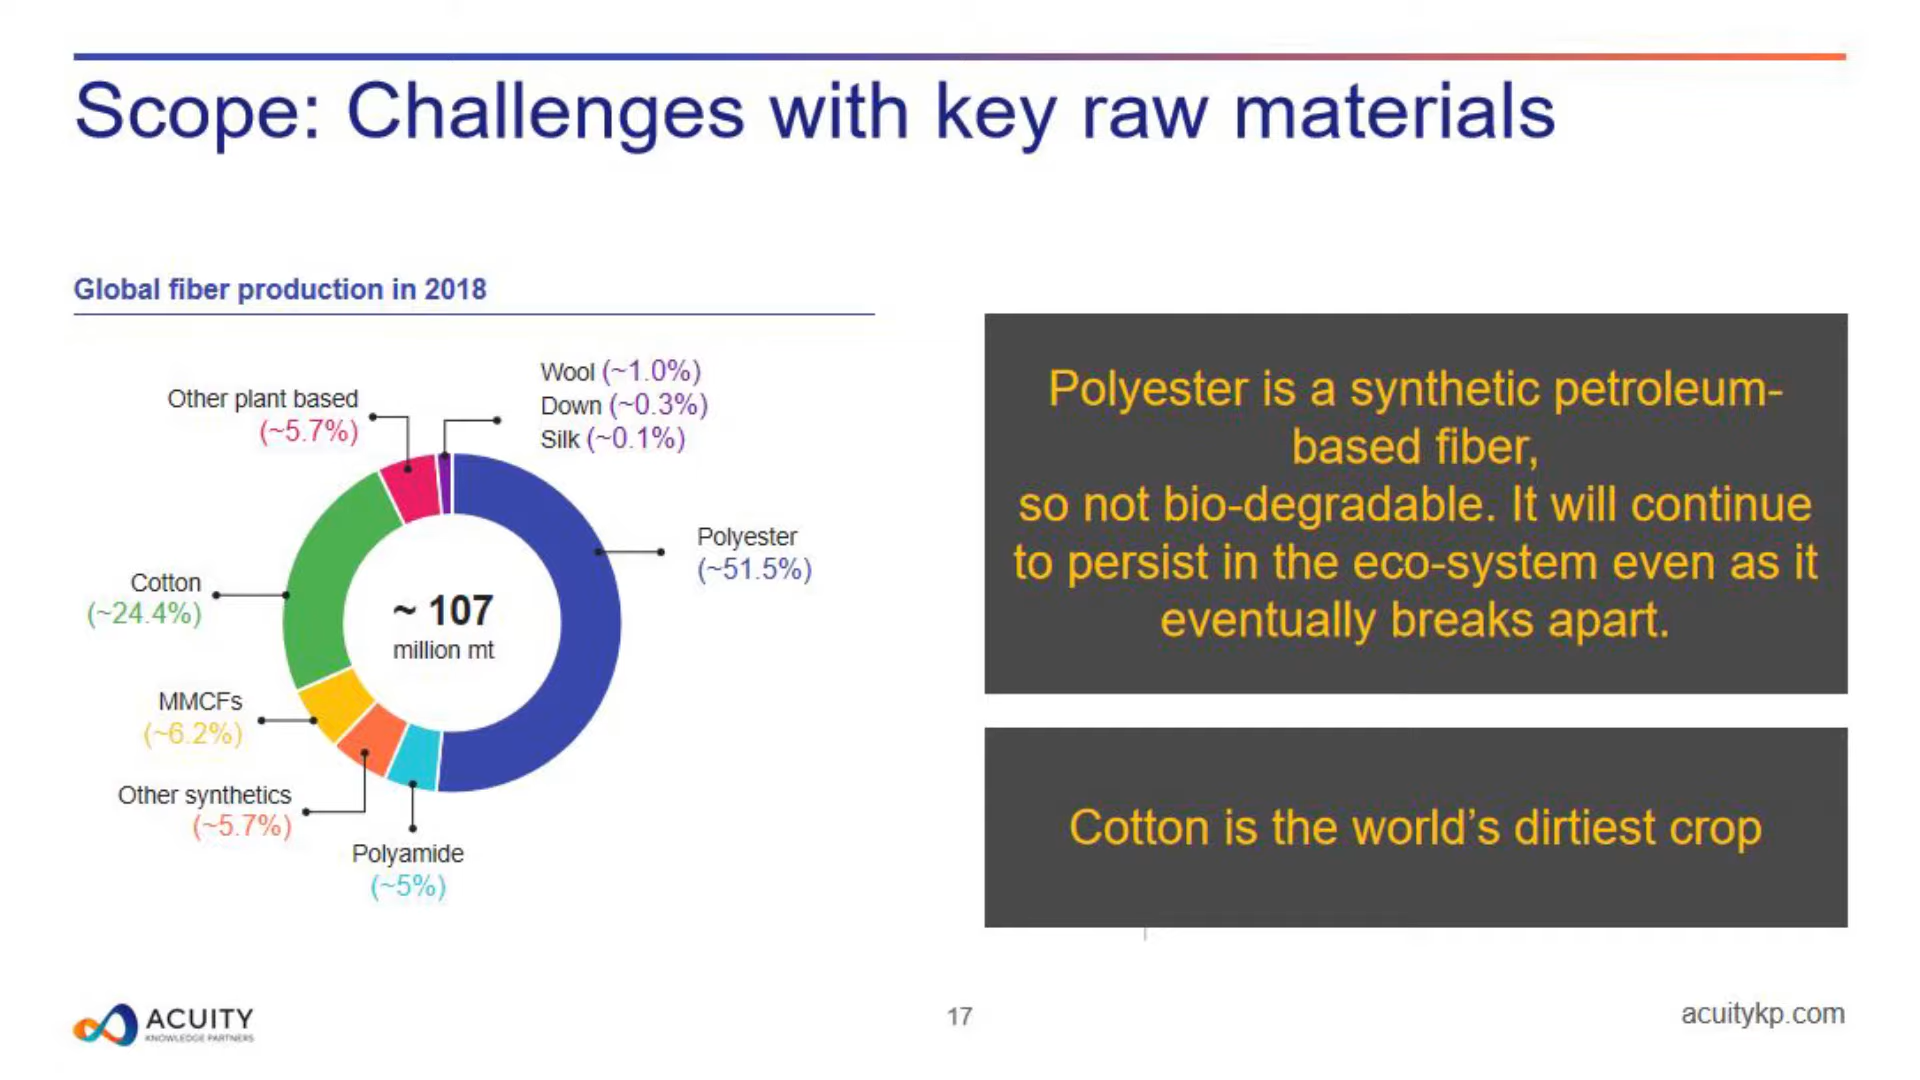 Scope: Challenges with key raw materials
Global fiber production in 2018
Other plant based
(~5.7%)
Wool (~1.0%)
Down (~0.3%)
Silk (~0.1%)
Polyester
(~51.5%)
Cotton
(~24.4%)
~ 107
million mt
MMCFs
(~6.2%)
Other synthetics
(~5.7%)
Polyamide
(~5%)
Polyester is a synthetic petroleum-
based fiber,
so not bio-degradable. It will continue
to persist in the eco-system even as it
eventually breaks apart.
Cotton is the world’s dirtiest crop
ACUITY
KNOWLEDGE PARTNERS
17
acuitykp.com